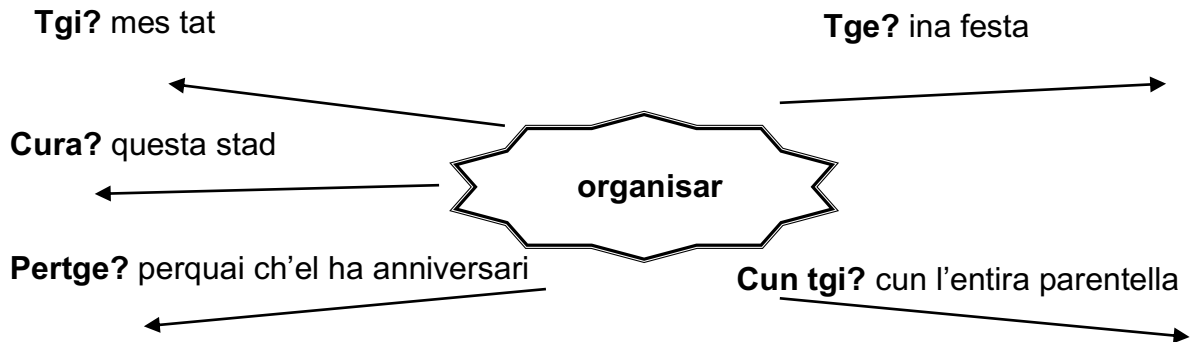 Tgi? mes tat
Tge? ina festa
Cura? questa stad
organisar
Pertge? perquai ch’el ha anniversari
Cun tgi? cun l’entira parentella